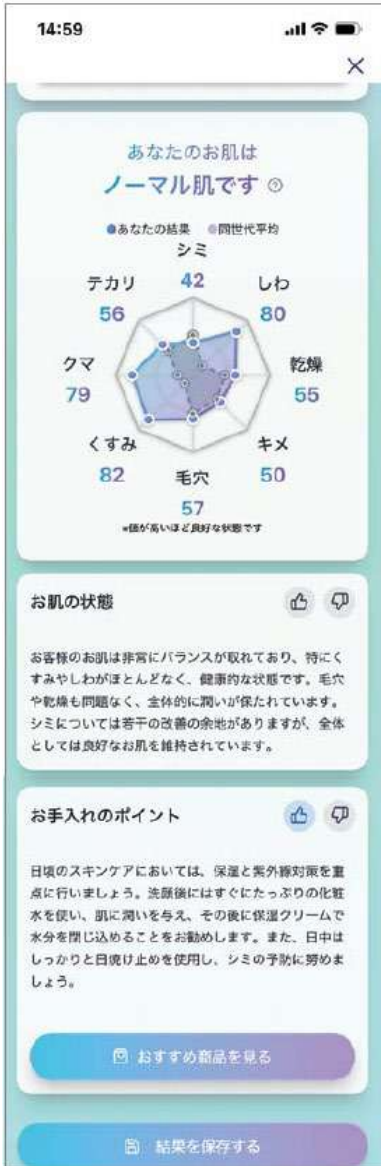 14:59
あなたのお肌は
ノーマル肌です
あなたの結果 同世代平均
シミ
42
テカリ
56
しわ
80
クマ
79
乾燥
55
くすみ
82
キメ
50
毛穴
57
※値が高いほど良好な状態です
お肌の状態
お客様のお肌は非常にバランスが取れており、特にく
すみやしわがほとんどなく、健康的な状態です。毛穴
や乾燥も問題なく、全体的に潤いが保たれています。
シミについては若干の改善の余地がありますが、全体
としては良好なお肌を維持されています。
お手入れのポイント
日頃のスキンケアにおいては、保湿と紫外線対策を重
点に行いましょう。洗顔後にはすぐにたっぷりの化粧
水を使い、肌に潤いを与え、その後に保湿クリームで
水分を閉じ込めることをお勧めします。また、日中は
しっかりと日焼け止めを使用し、シミの予防に努めま
しょう。
おすすめ商品を見る
結果を保存する